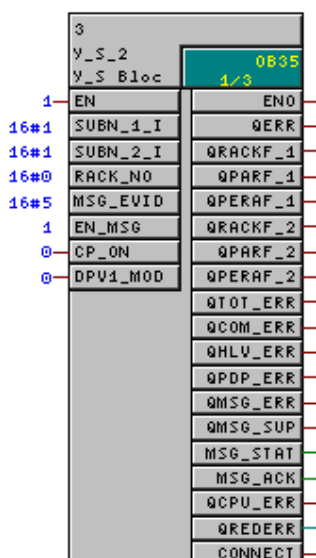 3
Y_S_2
Y_S Bloc
OB35
1/3
1 EN ENO
16#1 SUBN_1_I QERR
16#1 SUBN_2_I QRACKF_1
16#0 RACK_NO QPARF_1
16#5 MSG_EVID QPERAF_1
1 EN_MSG QRACKF_2
0 CP_ON QPARF_2
0 DPV1_MOD QPERAF_2
QTOT_ERR
QCOM_ERR
QHLV_ERR
QPDP_ERR
QMSG_ERR
QMSG_SUP
MSG_STAT
MSG_ACK
QCPU_ERR
QREDERR
CONNECT